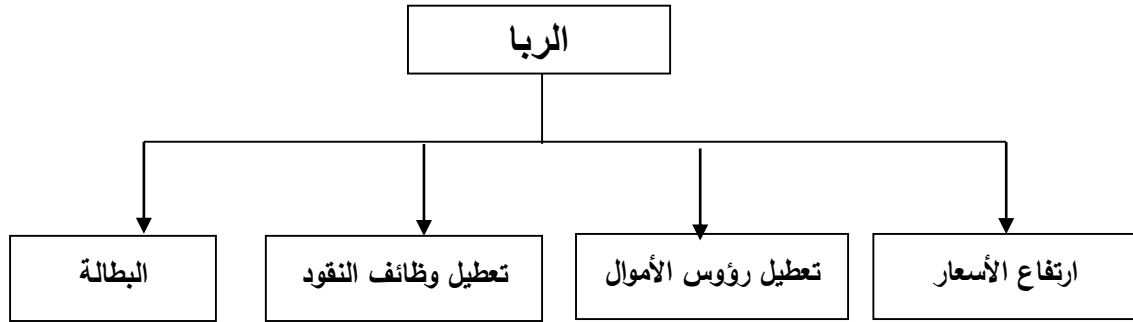 الربا
ارتفاع الأسعار
تعطيل رؤوس الأموال
تعطيل وظائف النقود
البطالة